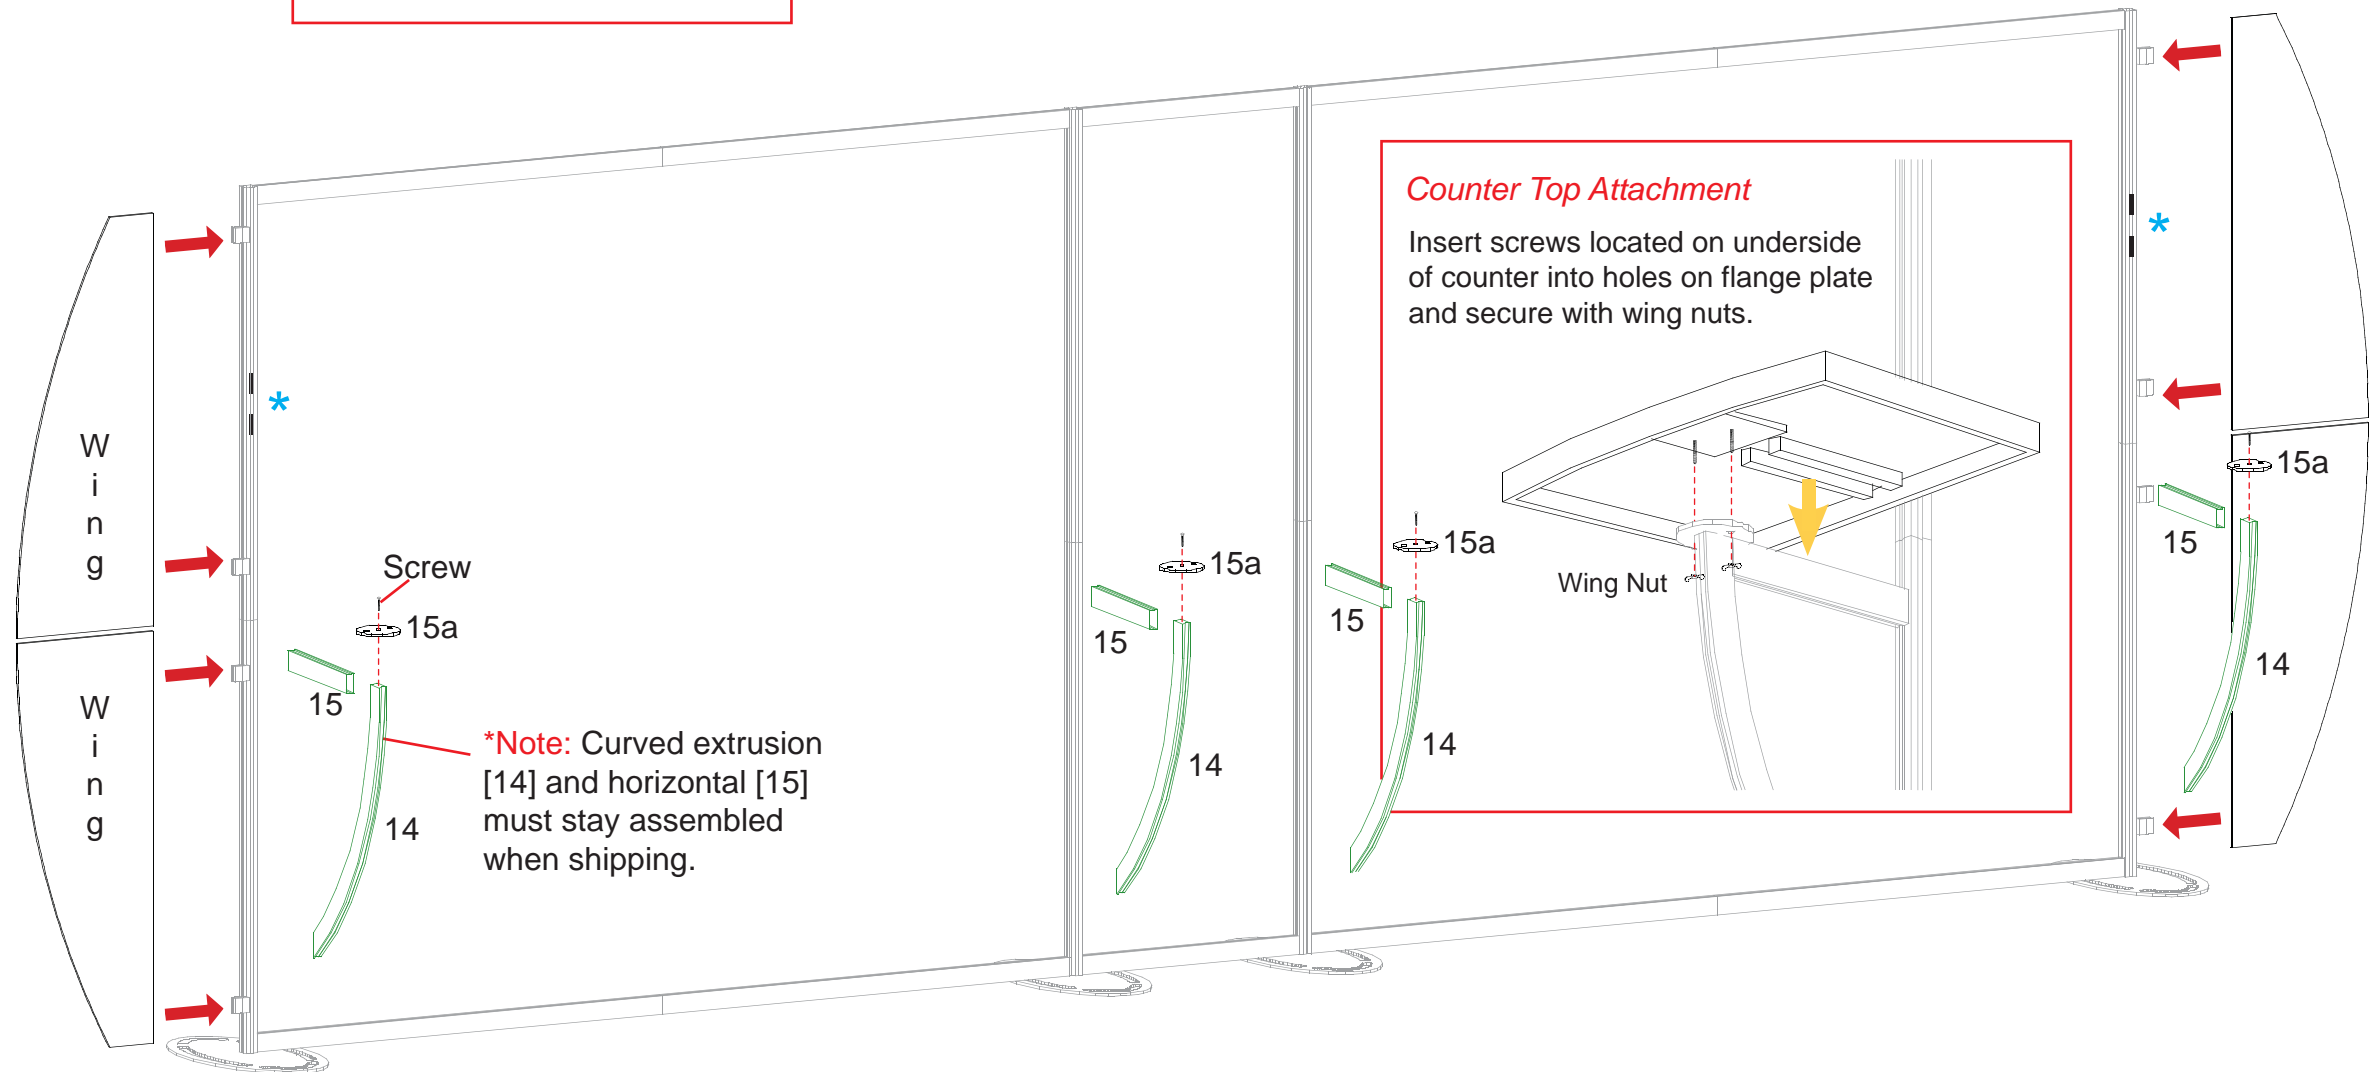 Counter Top Attachment
Insert screws located on underside
of counter into holes on flange plate
and secure with wing nuts.
*
*
Wing
Wing
Screw
15a
15
14
*Note: Curved extrusion
[14] and horizontal [15]
must stay assembled
when shipping.
15a
15
14
15a
15
14
Wing Nut
15a
15
14